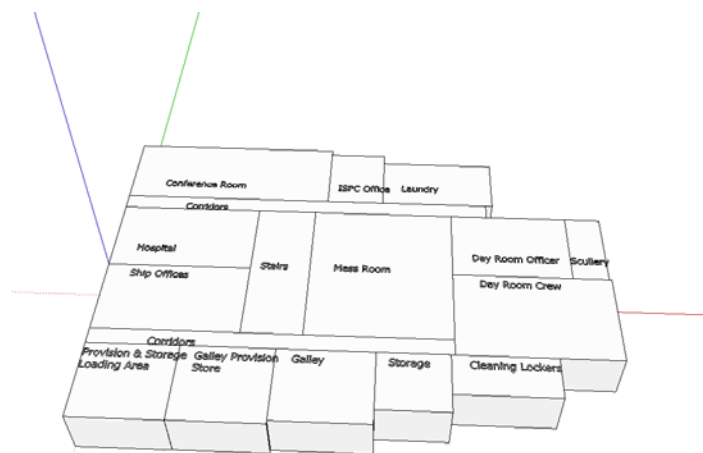 Conference Room
ISPC Office
Laundry
Corridors
Hospital
Stairs
Mess Room
Day Room Officer
Scullery
Ship Offices
Day Room Crew
Corridors
Provision & Storage
Loading Area
Galley Provision
Store
Galley
Storage
Cleaning Lockers